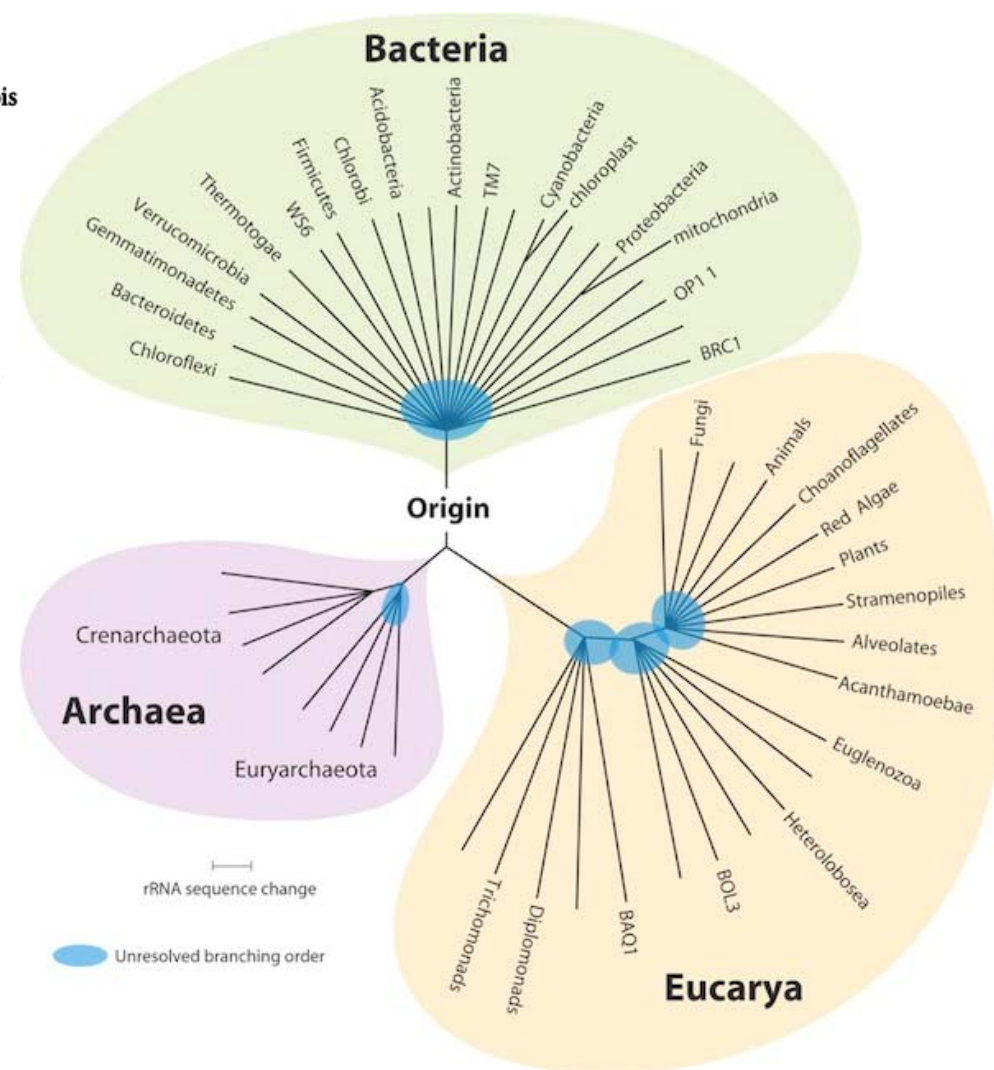 Bacteria
is
Acidobacteria
Actinobacteria
Cyanobacteria
Chlorobi
Firmicutes
TM7
chloroplast
WS6
Proteobacteria
Thermotogae
mitochondria
Verrucomicrobia
Gemmatimonadetes
OP1 1
Bacteroidetes
BRC1
Chloroflexi
Origin
Fungi
Animals
Choanoflagellates
Red Algae
Plants
Stramenopiles
Alveolates
Acanthamoebae
Euglenozoa
Heterolobosea
BOL3
BAQ1
Diplomonads
Trichomonads
Eucarya
Crenarchaeota
Archaea
Euryarchaeota
rRNA sequence change
Unresolved branching order